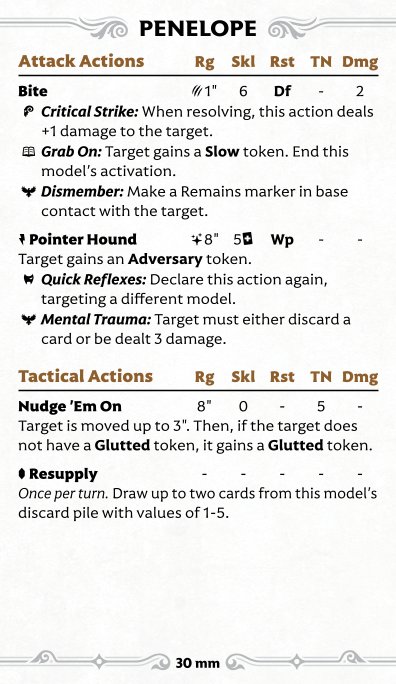 PENELOPE
Attack Actions Rg Skl Rst TN Dmg
Bite 1" 6 Df - 2
Critical Strike: When resolving, this action deals
+1 damage to the target.
Grab On: Target gains a Slow token. End this
model's activation.
Dismember: Make a Remains marker in base
contact with the target.
Pointer Hound 8" 5 Wp - -
Target gains an Adversary token.
Quick Reflexes: Declare this action again,
targeting a different model.
Mental Trauma: Target must either discard a
card or be dealt 3 damage.
Tactical Actions Rg Skl Rst TN Dmg
Nudge 'Em On 8" 0 - 5 -
Target is moved up to 3". Then, if the target does
not have a Glutted token, it gains a Glutted token.
Resupply - - - - -
Once per turn. Draw up to two cards from this model's
discard pile with values of 1-5.
30 mm